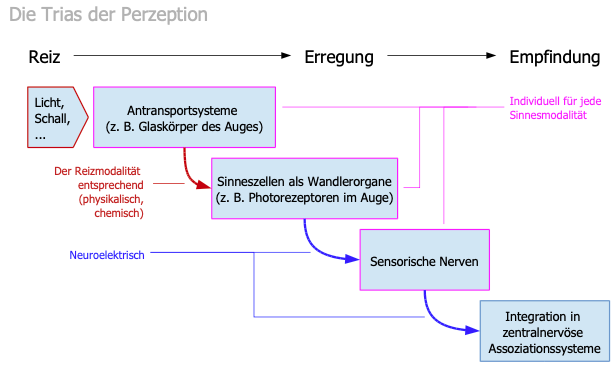 Die Trias der Perzeption
Reiz
Erregung
Empfindung
Licht,
Schall,
...
Antransportsysteme
(z. B. Glaskörper des Auges)
Individuell für jede
Sinnesmodalität
Der Reizmodalität
entsprechend
(physikalisch,
chemisch)
Sinneszellen als Wandlerorgane
(z. B. Photorezeptoren im Auge)
Neuroelektrisch
Sensorische Nerven
Integration in
zentralnervöse
Assoziationssysteme